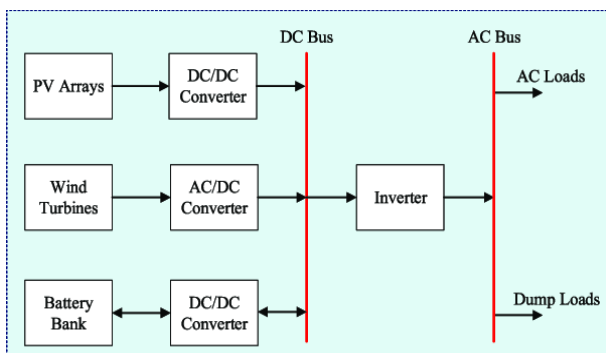 DC Bus
AC Bus
PV Arrays
DC/DC
Converter
AC Loads
Wind
Turbines
AC/DC
Converter
Inverter
Battery
Bank
DC/DC
Converter
Dump Loads